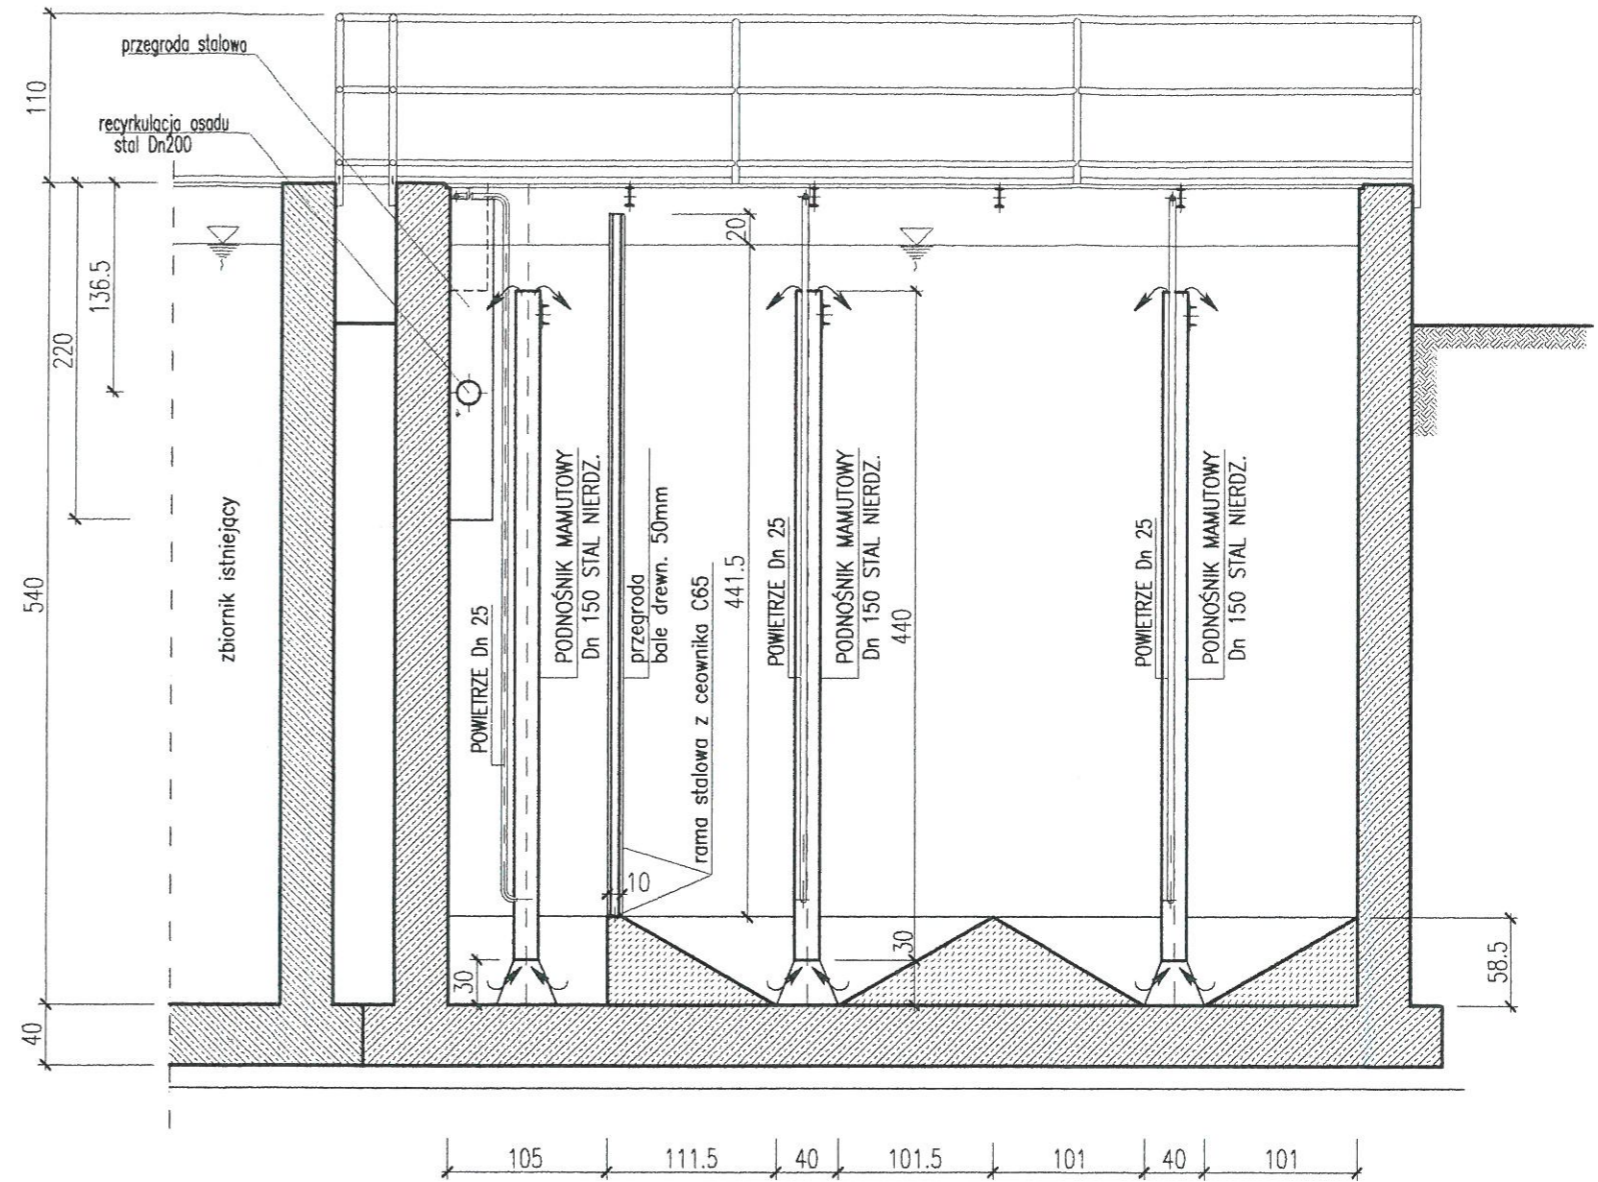 przegroda stalowa
110
recyrkulacja osadu
stal Dn200
20
136.5
220
zbiornik istniejący
540
POWIETRZE Dn 25
PODNOŚNIK MAMUTOWY
Dn 150 STAL NIERDZ.
przegroda
bale drewn. 50mm
rama stalowa z ceownika C65
441.5
POWIETRZE Dn 25
PODNOŚNIK MAMUTOWY
Dn 150 STAL NIERDZ.
440
POWIETRZE Dn 25
PODNOŚNIK MAMUTOWY
Dn 150 STAL NIERDZ.
10
30
30
58.5
40
105
111.5
40
101.5
101
40
101